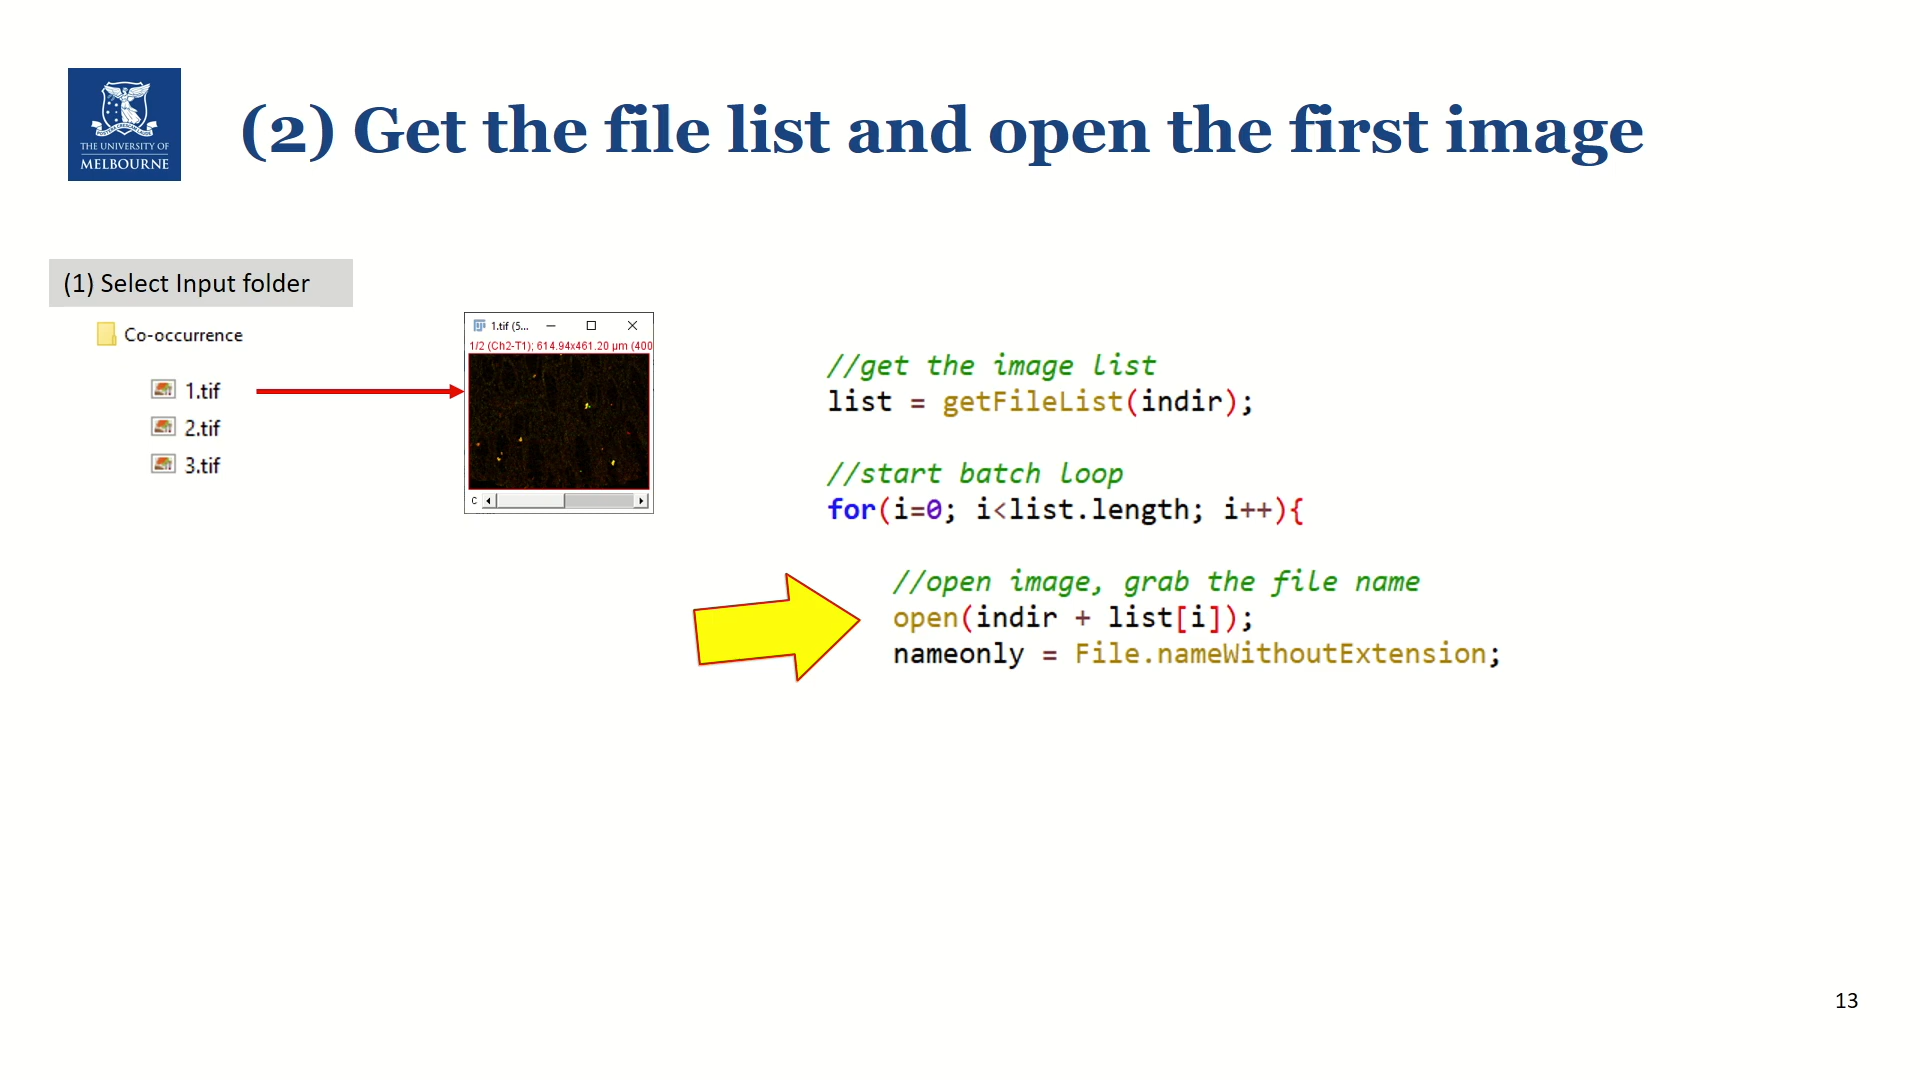 THE UNIVERSITY OF
MELBOURNE
(2) Get the file list and open the first image
(1) Select Input folder
Co-occurrence
1.tif
2.tif
3.tif
1.tif (5...
1/2 (Ch2-T1); 614.94x461.20 µm (400
C
//get the image list
list = getFileList(indir);
//start batch loop
for(i=0; i<list.length; i++){
//open image, grab the file name
open(indir + list[i]);
nameonly = File.nameWithoutExtension;
13